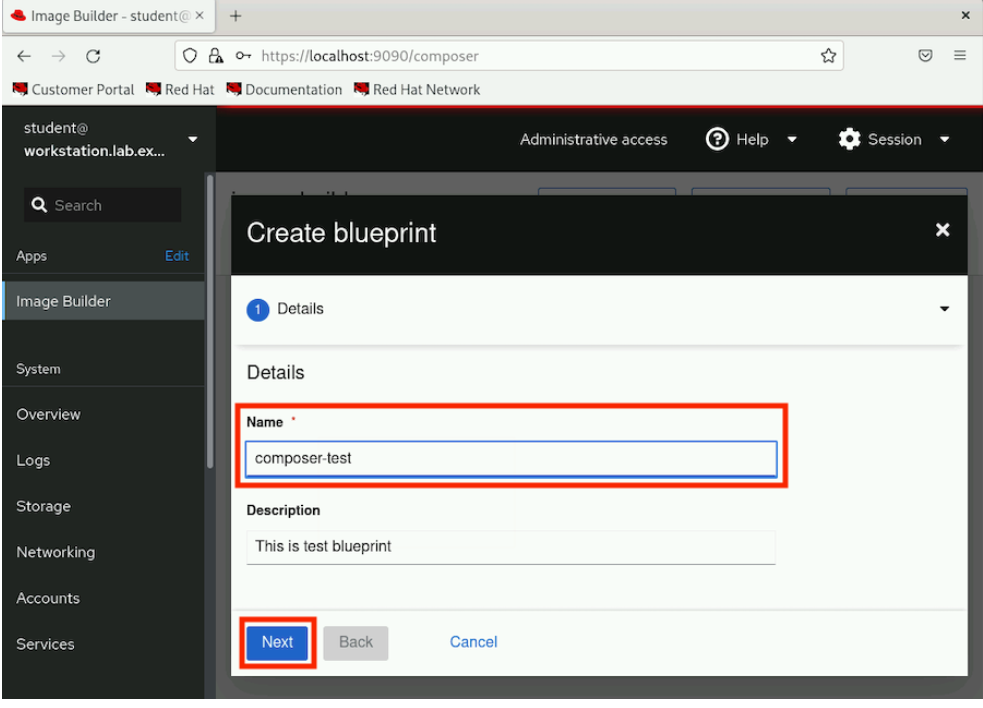 Image Builder - student@
https://localhost:9090/composer
Customer Portal Red Hat Documentation Red Hat Network
student@
workstation.lab.ex...
Administrative access Help Session
Search
Apps Edit
Image Builder
System
Overview
Logs
Storage
Networking
Accounts
Services
Create blueprint
1 Details
Details
Name *
composer-test
Description
This is test blueprint
Next Back Cancel